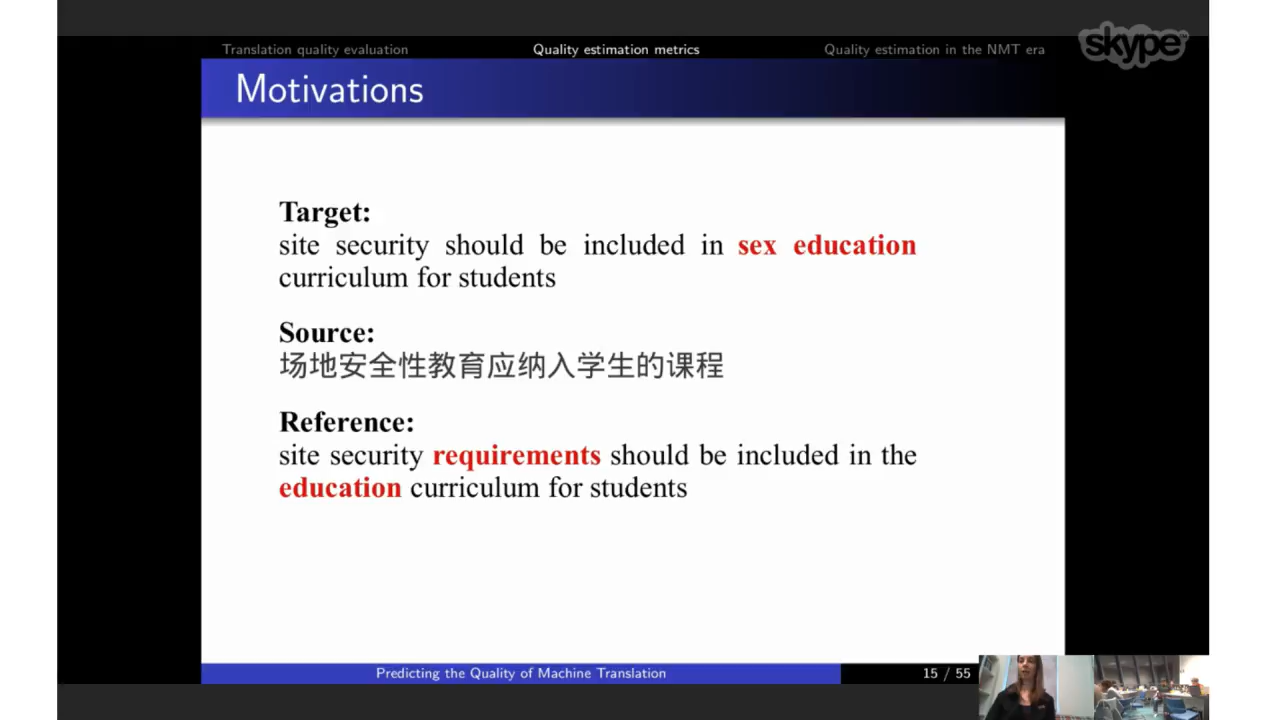 Translation quality evaluation
Quality estimation metrics
Quality estimation in the NMT era
skype™
Motivations
Target:
site security should be included in sex education
curriculum for students
Source:
场地安全性教育应纳入学生的课程
Reference:
site security requirements should be included in the
education curriculum for students
Predicting the Quality of Machine Translation
15 / 55